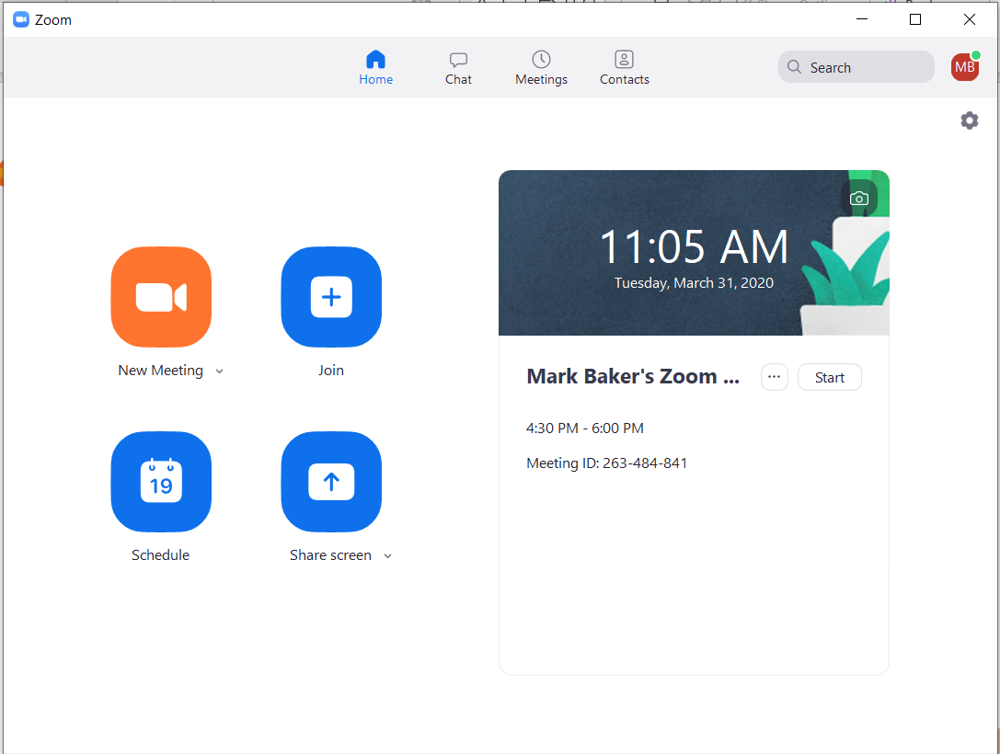 Zoom
Home
Chat
Meetings
Contacts
Search
MB
11:05 AM
Tuesday, March 31, 2020
New Meeting
Join
Mark Baker's Zoom ...
Start
4:30 PM - 6:00 PM
Meeting ID: 263-484-841
19
Schedule
Share screen